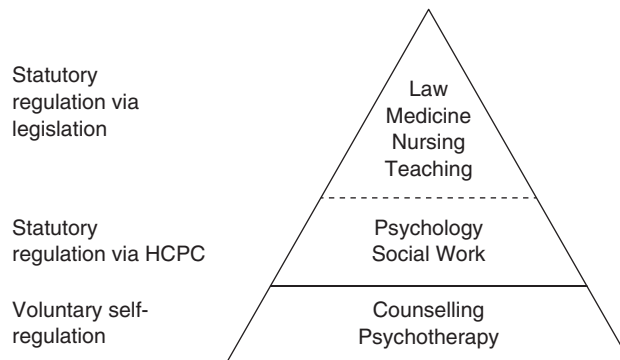 Statutory
regulation via
legislation
Law
Medicine
Nursing
Teaching
Statutory
regulation via HCPC
Psychology
Social Work
Voluntary self-
regulation
Counselling
Psychotherapy